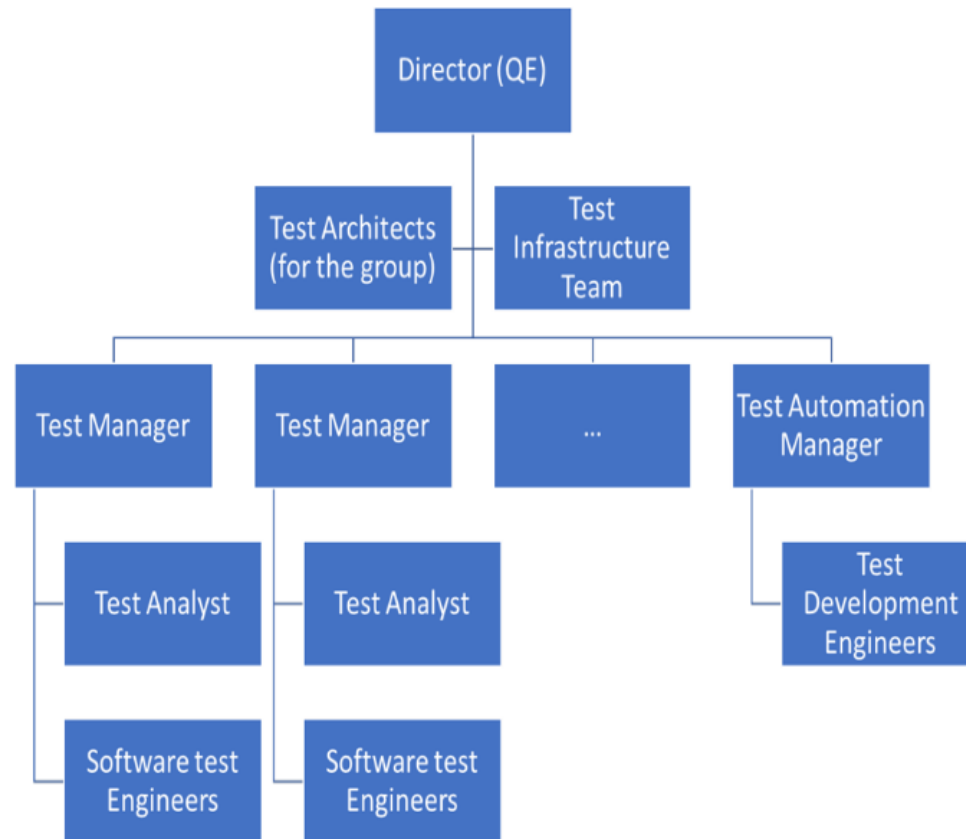 Director (QE)
Test Architects
(for the group)
Test
Infrastructure
Team
Test Manager
Test Manager
...
Test Automation
Manager
Test Analyst
Test Analyst
Test
Development
Engineers
Software test
Engineers
Software test
Engineers